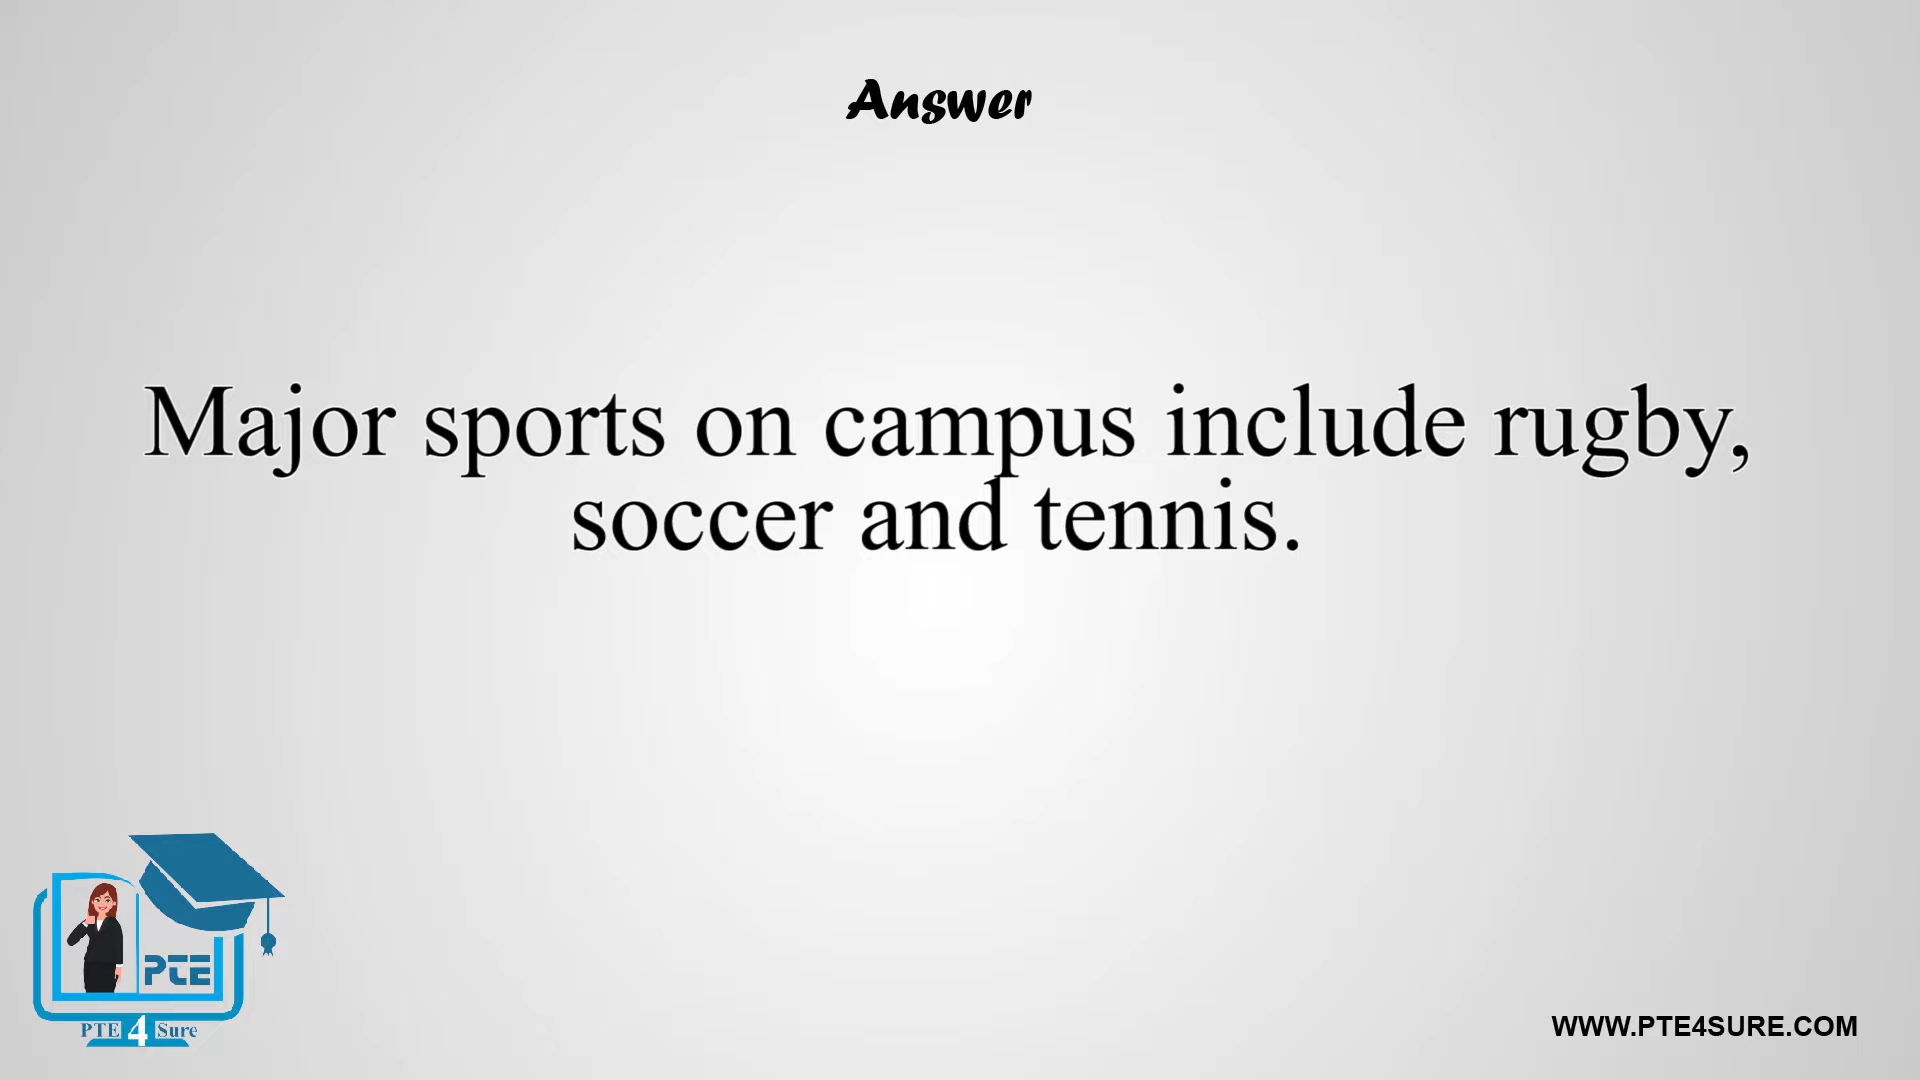 Answer
Major sports on campus include rugby,
soccer and tennis.
PTE
PTE 4 Sure
WWW.PTE4SURE.COM